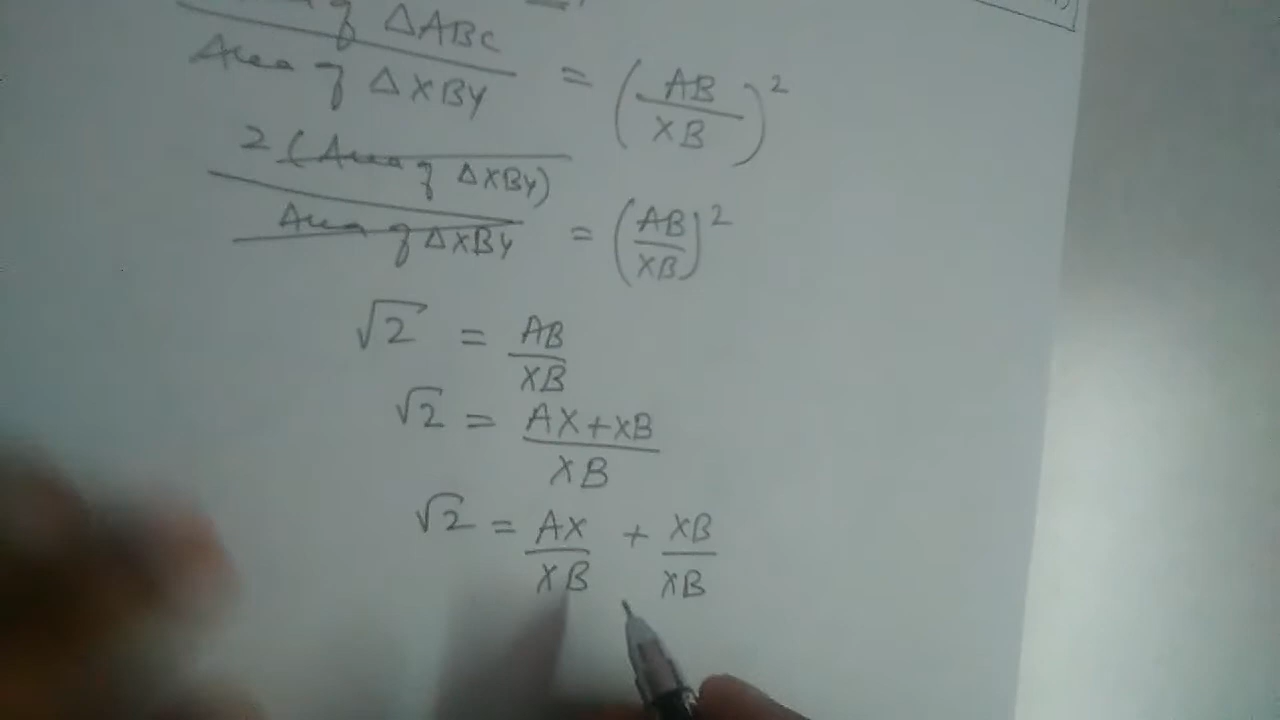 of ΔABC
Area of ΔXBY = (AB/XB)²
2 (Area of ΔXBY)
Area of ΔXBY = (AB/XB)²
√2 = AB/XB
√2 = AX+XB/XB
√2 = AX/XB + XB/XB